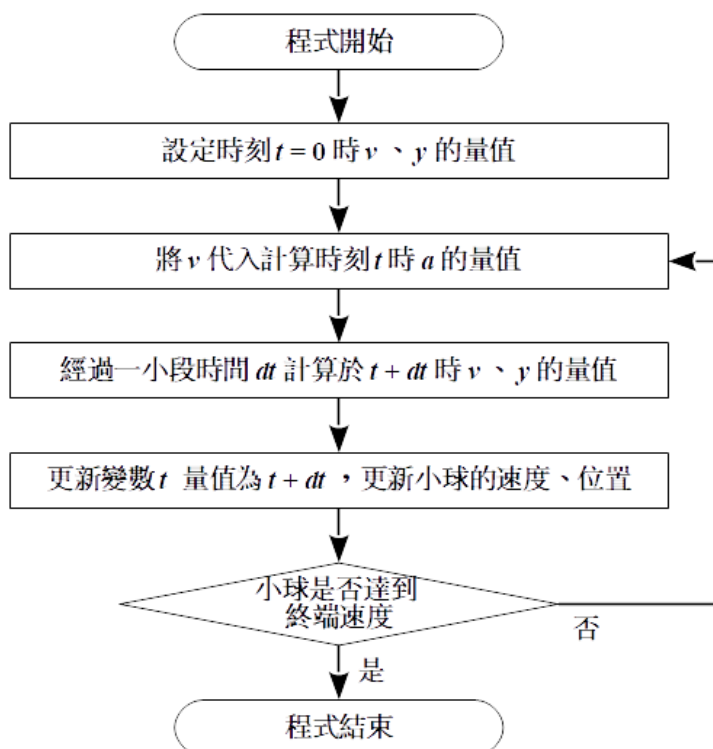 程式開始
設定時刻 t = 0 時 v 、 y 的量值
將 v 代入計算時刻 t 時 a 的量值
經過一小段時間 dt 計算於 t + dt 時 v 、 y 的量值
更新變數 t 量值為 t + dt ，更新小球的速度、位置
小球是否達到
終端速度
否
是
程式結束